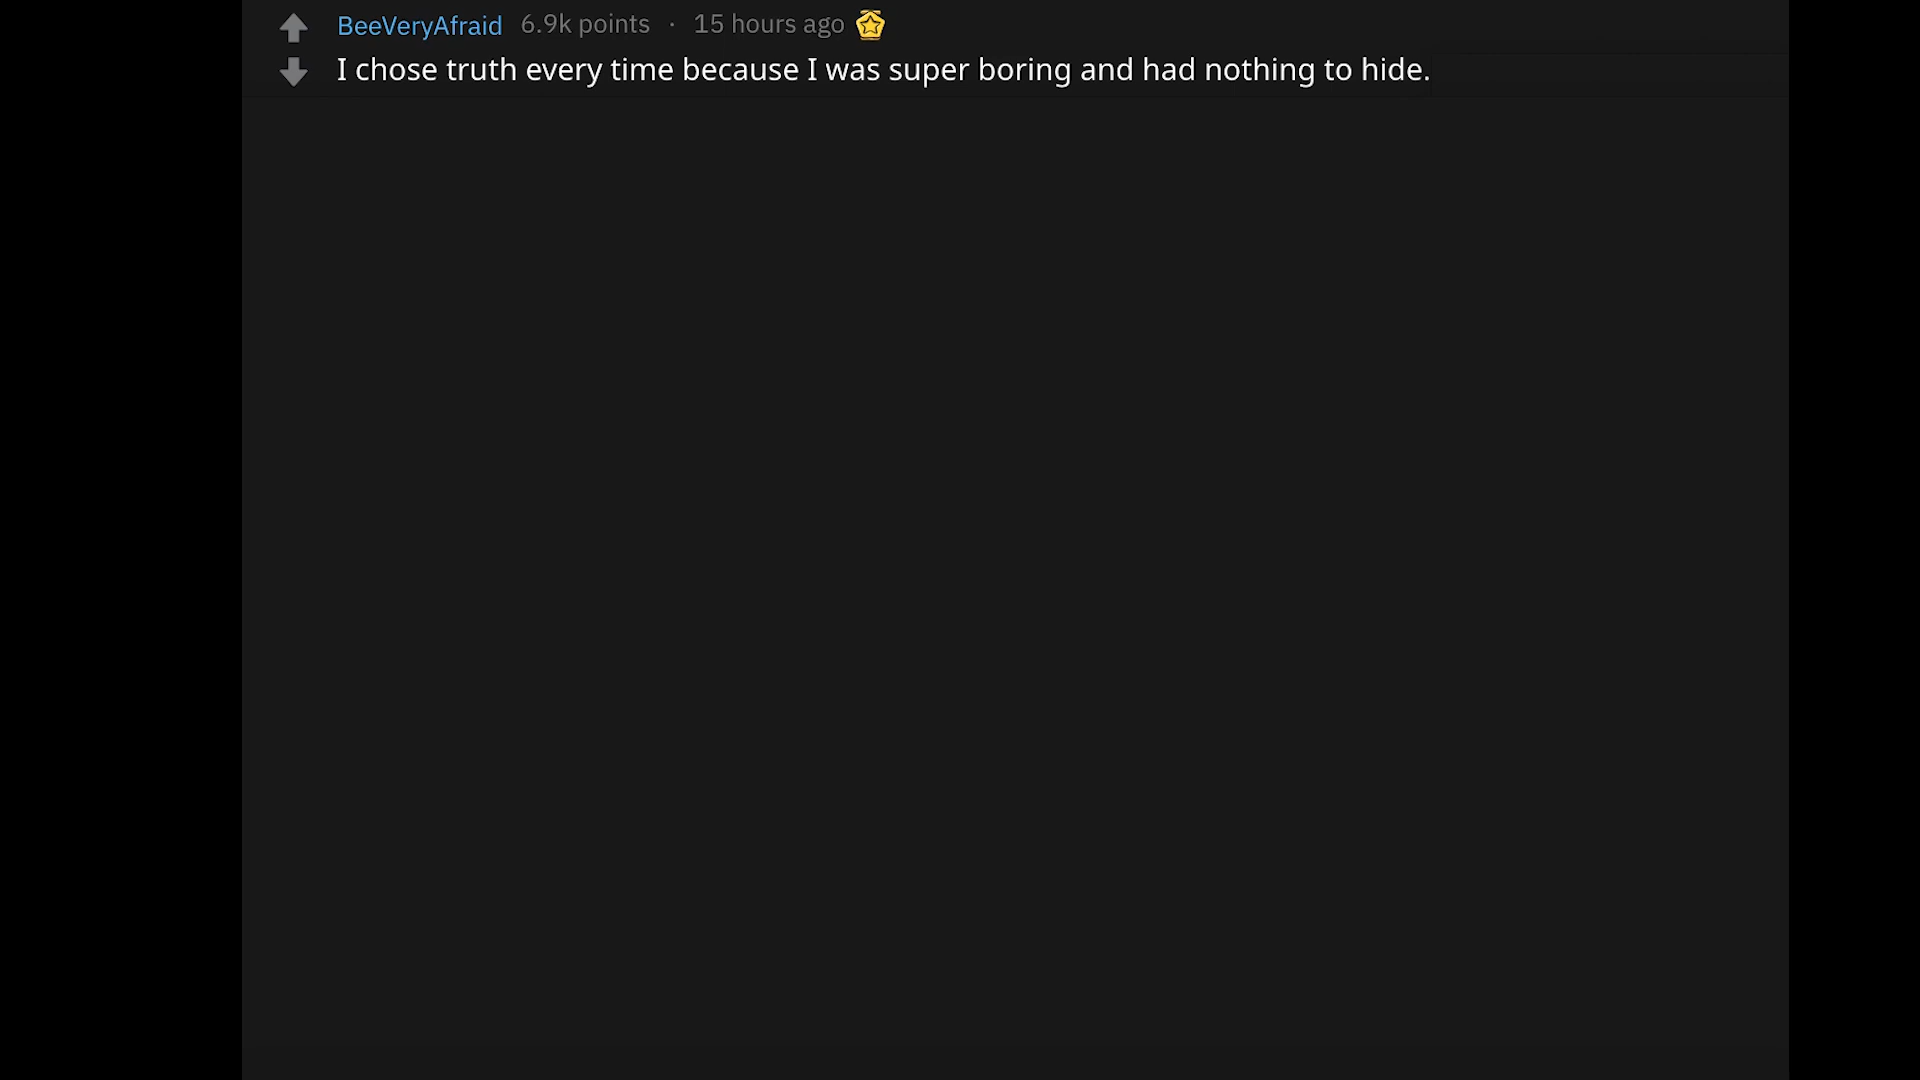 BeeVeryAfraid 6.9k points · 15 hours ago
I chose truth every time because I was super boring and had nothing to hide.